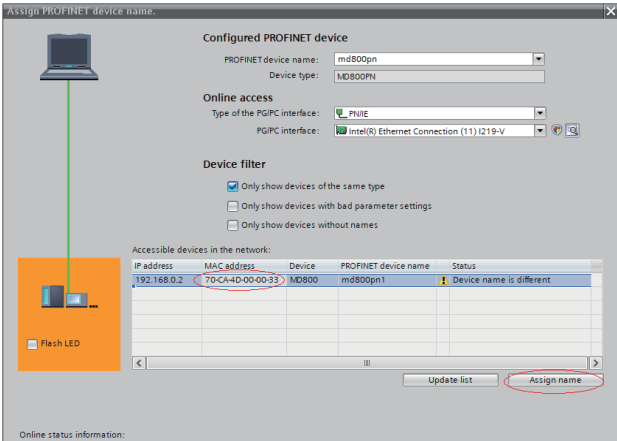 Assign PROFINET device name.
Configured PROFINET device
PROFINET device name: md800pn
Device type: MD800PN
Online access
Type of the PG/PC interface: PN/IE
PG/PC interface: Intel(R) Ethernet Connection (11) I219-V
Device filter
Only show devices of the same type
Only show devices with bad parameter settings
Only show devices without names
Accessible devices in the network:
IP address MAC address Device PROFINET device name Status
192.168.0.2 70-CA-4D-00-00-33 MD800 md800pn1 Device name is different
Flash LED
Update list Assign name
Online status information: